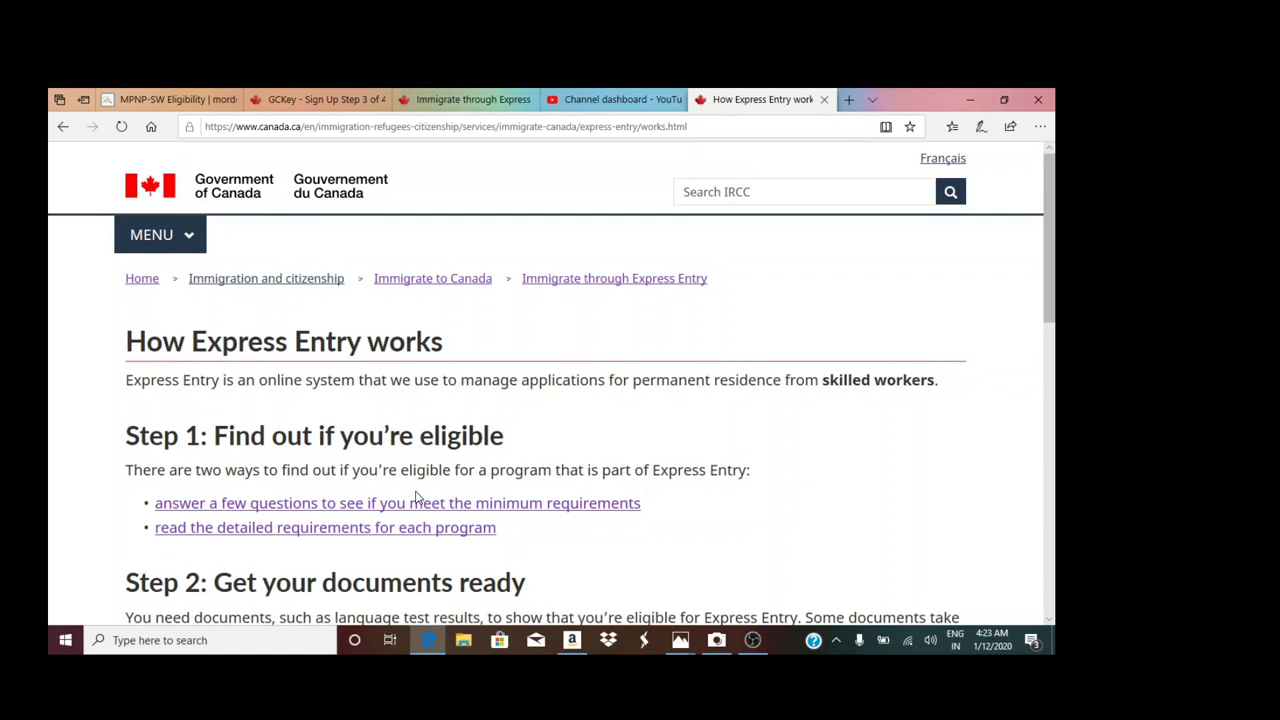 MPNP-SW Eligibility | mord
GCKey - Sign Up Step 3 of 4
Immigrate through Express
Channel dashboard - YouTu
How Express Entry work
https://www.canada.ca/en/immigration-refugees-citizenship/services/immigrate-canada/express-entry/works.html
Français
Government of Canada
Gouvernement du Canada
Search IRCC
MENU
Home > Immigration and citizenship > Immigrate to Canada > Immigrate through Express Entry
How Express Entry works
Express Entry is an online system that we use to manage applications for permanent residence from skilled workers.
Step 1: Find out if you're eligible
There are two ways to find out if you're eligible for a program that is part of Express Entry:
• answer a few questions to see if you meet the minimum requirements
• read the detailed requirements for each program
Step 2: Get your documents ready
You need documents, such as language test results, to show that you're eligible for Express Entry. Some documents take
Type here to search
ENG
IN
4:23 AM
1/12/2020
3